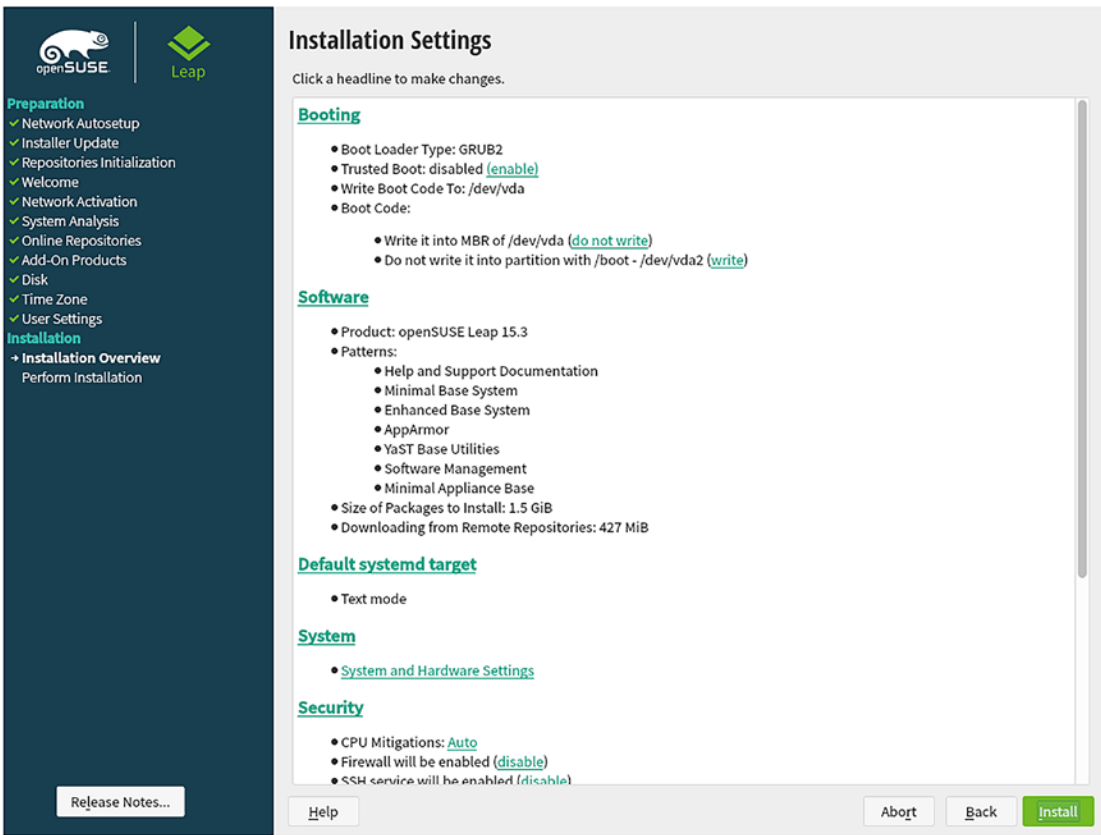 openSUSE.
Leap
Preparation
Network Autosetup
Installer Update
Repositories Initialization
Welcome
Network Activation
System Analysis
Online Repositories
Add-On Products
Disk
Time Zone
User Settings
Installation
Installation Overview
Perform Installation
Release Notes...
Installation Settings
Click a headline to make changes.
Booting
Boot Loader Type: GRUB2
Trusted Boot: disabled (enable)
Write Boot Code To: /dev/vda
Boot Code:
Write it into MBR of /dev/vda (do not write)
Do not write it into partition with /boot - /dev/vda2 (write)
Software
Product: openSUSE Leap 15.3
Patterns:
Help and Support Documentation
Minimal Base System
Enhanced Base System
AppArmor
YaST Base Utilities
Software Management
Minimal Appliance Base
Size of Packages to Install: 1.5 GiB
Downloading from Remote Repositories: 427 MiB
Default systemd target
Text mode
System
System and Hardware Settings
Security
CPU Mitigations: Auto
Firewall will be enabled (disable)
SSH service will be enabled (disable)
Help
Abort
Back
Install